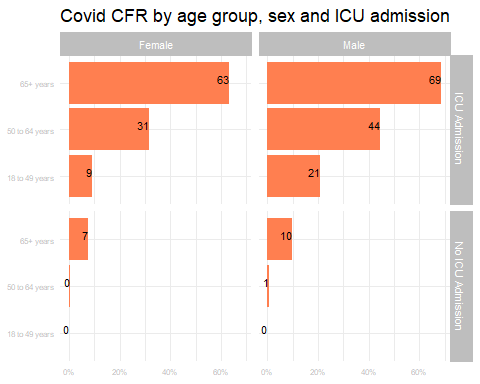 Covid CFR by age group, sex and ICU admission
Female
Male
65+ years
63
69
50 to 64 years
31
44
18 to 49 years
9
21
ICU Admission
65+ years
7
10
50 to 64 years
0
1
18 to 49 years
0
0
No ICU Admission
0%
20%
40%
60%
0%
20%
40%
60%